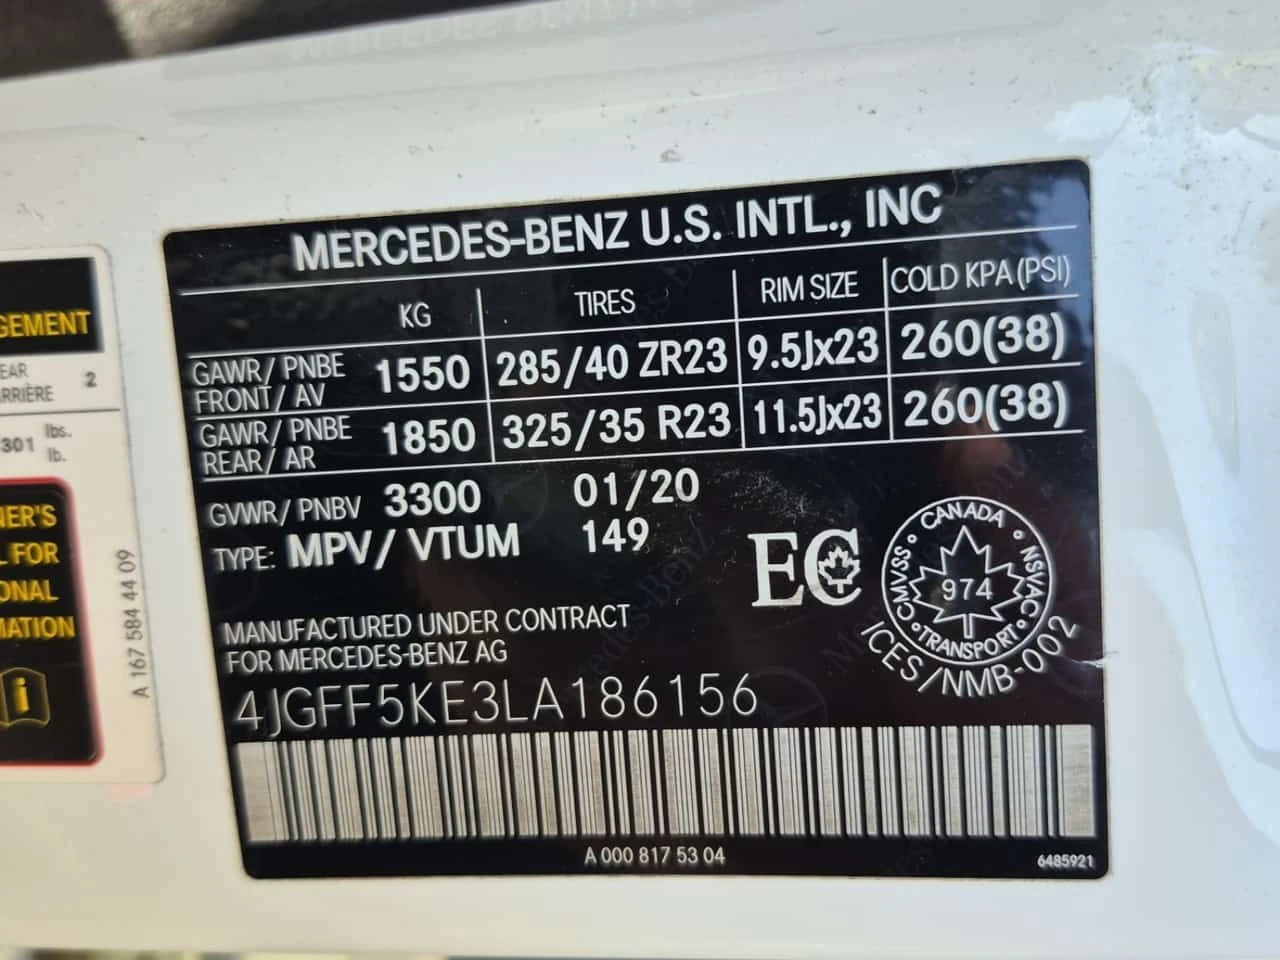 MERCEDES-BENZ U.S. INTL., INC
KG TIRES RIM SIZE COLD KPA (PSI)
GAWR/ PNBE FRONT/ AV 1550 285/40 ZR23 9.5Jx23 260(38)
GAWR/ PNBE REAR/ AR 1850 325/35 R23 11.5Jx23 260(38)
GVWR/ PNBV 3300 01/20
TYPE: MPV/ VTUM 149
EC
CANADA
CMVSS NSVAC
974
TRANSPORT
ICES/NMB-002
MANUFACTURED UNDER CONTRACT
FOR MERCEDES-BENZ AG
4JGFF5KE3LA186156
A 000 817 53 04
6485921
GEMENT
EAR
RRIÈRE 2
301 lbs.
lb.
NER'S
L FOR
ONAL
MATION
i
A 167 584 44 09